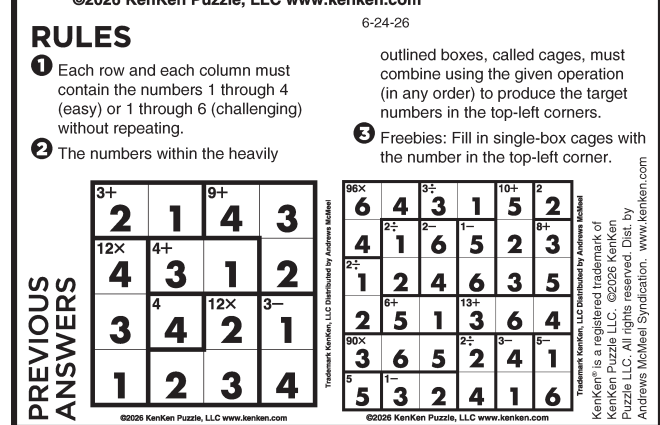 ©2026 KenKen Puzzle, LLC www.kenken.com
6-24-26
RULES
1 Each row and each column must
contain the numbers 1 through 4
(easy) or 1 through 6 (challenging)
without repeating.
2 The numbers within the heavily
outlined boxes, called cages, must
combine using the given operation
(in any order) to produce the target
numbers in the top-left corners.
3 Freebies: Fill in single-box cages with
the number in the top-left corner.
PREVIOUS
ANSWERS
3+ 9+
2 1 4 3
12× 4+
4 3 1 2
4 12× 3−
3 4 2 1
1 2 3 4
©2026 KenKen Puzzle, LLC www.kenken.com
Trademark KenKen, LLC Distributed by Andrews McMeel
96× 3÷ 10+ 2
6 4 3 1 5 2
2÷ 2− 1− 8+
4 1 6 5 2 3
2÷
1 2 4 6 3 5
6+ 13+
2 5 1 3 6 4
90× 2÷ 3− 5−
3 6 5 2 4 1
5 1−
5 3 2 4 1 6
©2026 KenKen Puzzle, LLC www.kenken.com
Trademark KenKen, LLC Distributed by Andrews McMeel
KenKen® is a registered trademark of
KenKen Puzzle LLC. ©2026 KenKen
Puzzle LLC. All rights reserved. Dist. by
Andrews McMeel Syndication. www.kenken.com